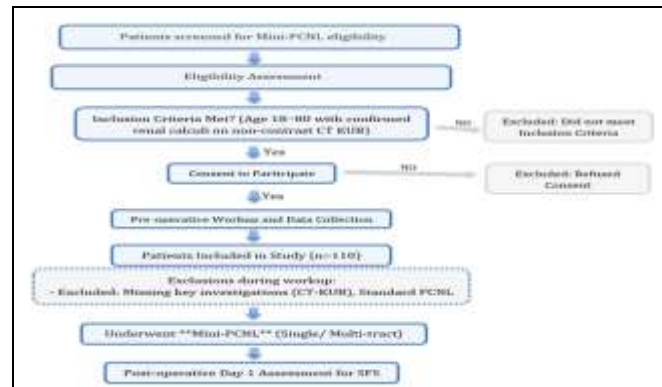 Patients screened for Mini-PCNL eligibility
Eligibility Assessment
Inclusion Criteria Met? (Age 18–80 with confirmed
renal calculi on non-contrast CT KUB)
No
Excluded: Did not meet
Inclusion Criteria
Yes
Consent to Participate
No
Excluded: Refused
Consent
Yes
Pre-operative Workup and Data Collection
Patients Included in Study (n=110)
Exclusions during workup:
- Excluded: Missing key investigations (CT-KUB), Standard PCNL
Underwent **Mini-PCNL** (Single/ Multi-tract)
Post-operative Day 1 Assessment for SFS